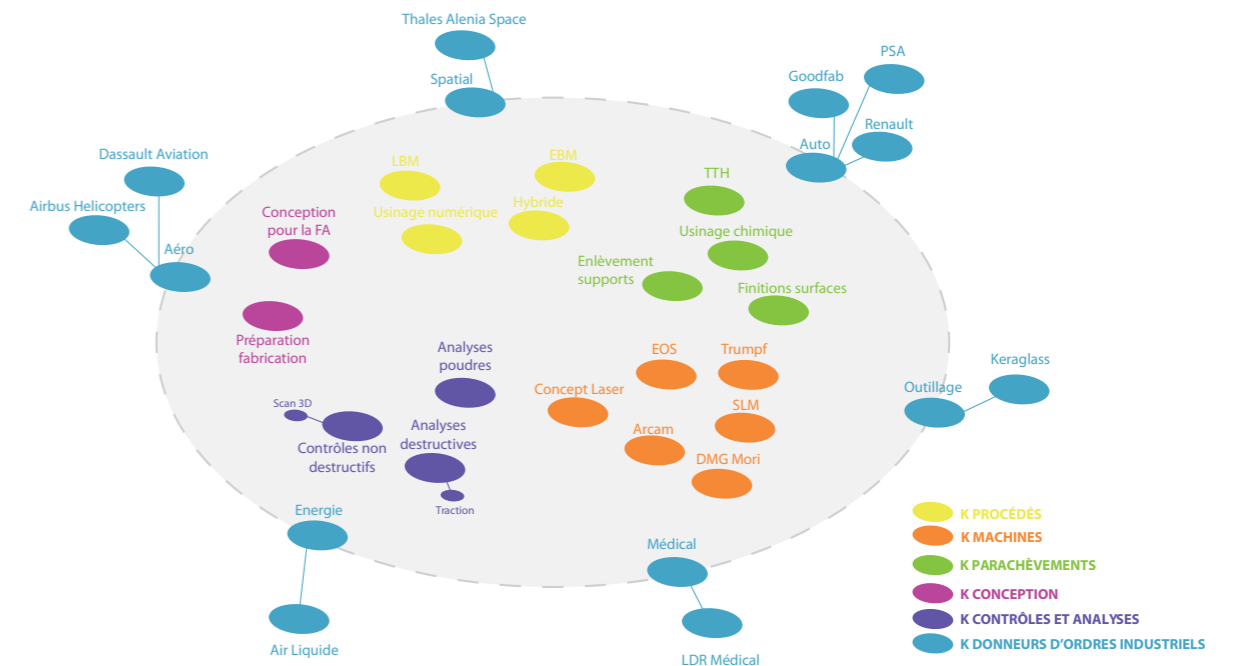 Thales Alenia Space
Spatial
PSA
Goodfab
Renault
Auto
Dassault Aviation
Airbus Helicopters
Aéro
LBM
EBM
Usinage numérique
Hybride
TTH
Usinage chimique
Enlèvement
supports
Finitions surfaces
Conception
pour la FA
Préparation
fabrication
Analyses
poudres
Scan 3D
Contrôles non
destructifs
Analyses
destructives
Traction
EOS
Trumpf
Concept Laser
SLM
Arcam
DMG Mori
Keraglass
Outillage
Energie
Air Liquide
Médical
LDR Médical
K PROCÉDÉS
K MACHINES
K PARACHÈVEMENTS
K CONCEPTION
K CONTRÔLES ET ANALYSES
K DONNEURS D'ORDRES INDUSTRIELS